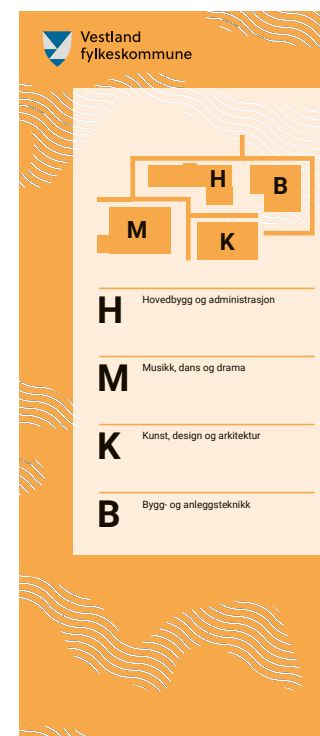 Vestland
fylkeskommune
H
B
M
K
H Hovedbygg og administrasjon
M Musikk, dans og drama
K Kunst, design og arkitektur
B Bygg- og anleggsteknikk